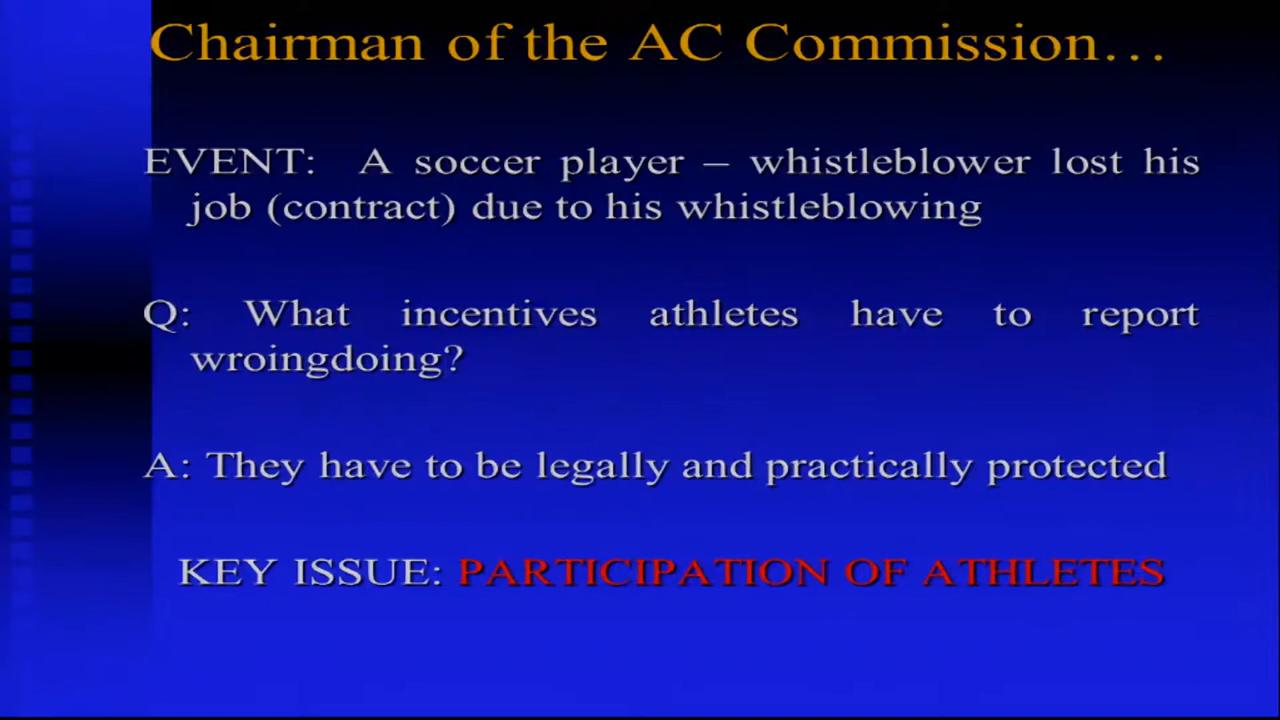 Chairman of the AC Commission…
EVENT: A soccer player – whistleblower lost his
job (contract) due to his whistleblowing
Q: What incentives athletes have to report
wroingdoing?
A: They have to be legally and practically protected
KEY ISSUE: PARTICIPATION OF ATHLETES